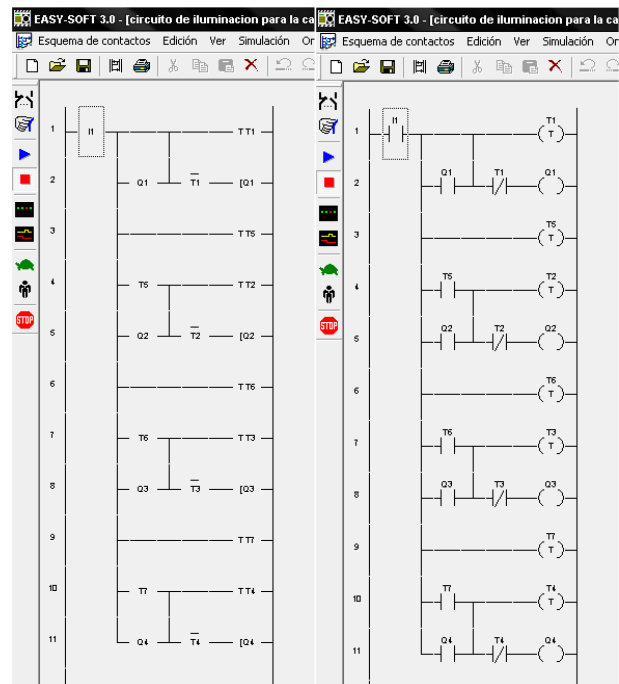 EASY-SOFT 3.0 - [circuito de iluminacion para la ca
Esquema de contactos Edición Ver Simulación Or
STOP
1 I1 T T1
2 Q1 T1 [Q1
3 T T5
4 T5 T T2
5 Q2 T2 [Q2
6 T T6
7 T6 T T3
8 Q3 T3 [Q3
9 T T7
10 T7 T T4
11 Q4 T4 [Q4
EASY-SOFT 3.0 - [circuito de iluminacion para la ca
Esquema de contactos Edición Ver Simulación Or
STOP
I1 T1
1 T
Q1 T1 Q1
2
T5
3 T
T5 T2
4 T
Q2 T2 Q2
5
T6
6 T
T6 T3
7 T
Q3 T3 Q3
8
T7
9 T
T7 T4
10 T
Q4 T4 Q4
11